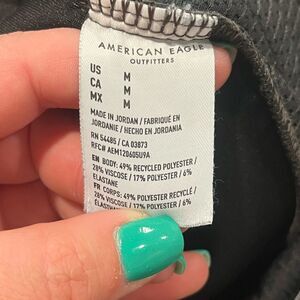 AMERICAN EAGLE
OUTFITTERS
US M
CA M
MX M
MADE IN JORDAN / FABRIQUÉ EN
JORDANIE / HECHO EN JORDANIA
RN 54485 / CA 03873
RFC# AEM120605U9A
EN BODY: 49% RECYCLED POLYESTER /
28% VISCOSE / 17% POLYESTER / 6%
ELASTANE
FR CORPS: 49% POLYESTER RECYCLÉ /
28% VISCOSE / 17% POLYESTER / 6%